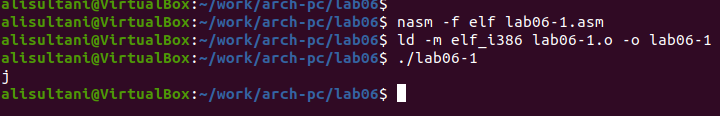 alisultani@VirtualBox:~/work/arch-pc/lab06$
alisultani@VirtualBox:~/work/arch-pc/lab06$ nasm -f elf lab06-1.asm
alisultani@VirtualBox:~/work/arch-pc/lab06$ ld -m elf_i386 lab06-1.o -o lab06-1
alisultani@VirtualBox:~/work/arch-pc/lab06$ ./lab06-1
j
alisultani@VirtualBox:~/work/arch-pc/lab06$